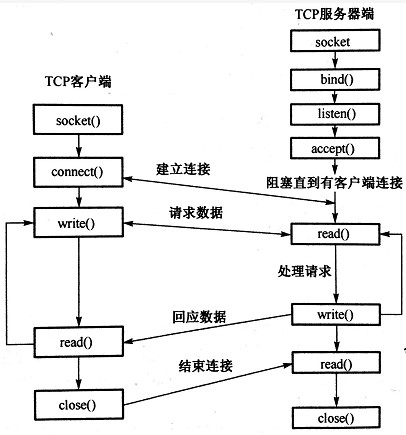 TCP服务器端
socket
bind()
TCP客户端
listen()
socket()
accept()
建立连接
阻塞直到有客户端连接
connect()
请求数据
write()
read()
处理请求
回应数据
write()
read()
结束连接
read()
close()
close()